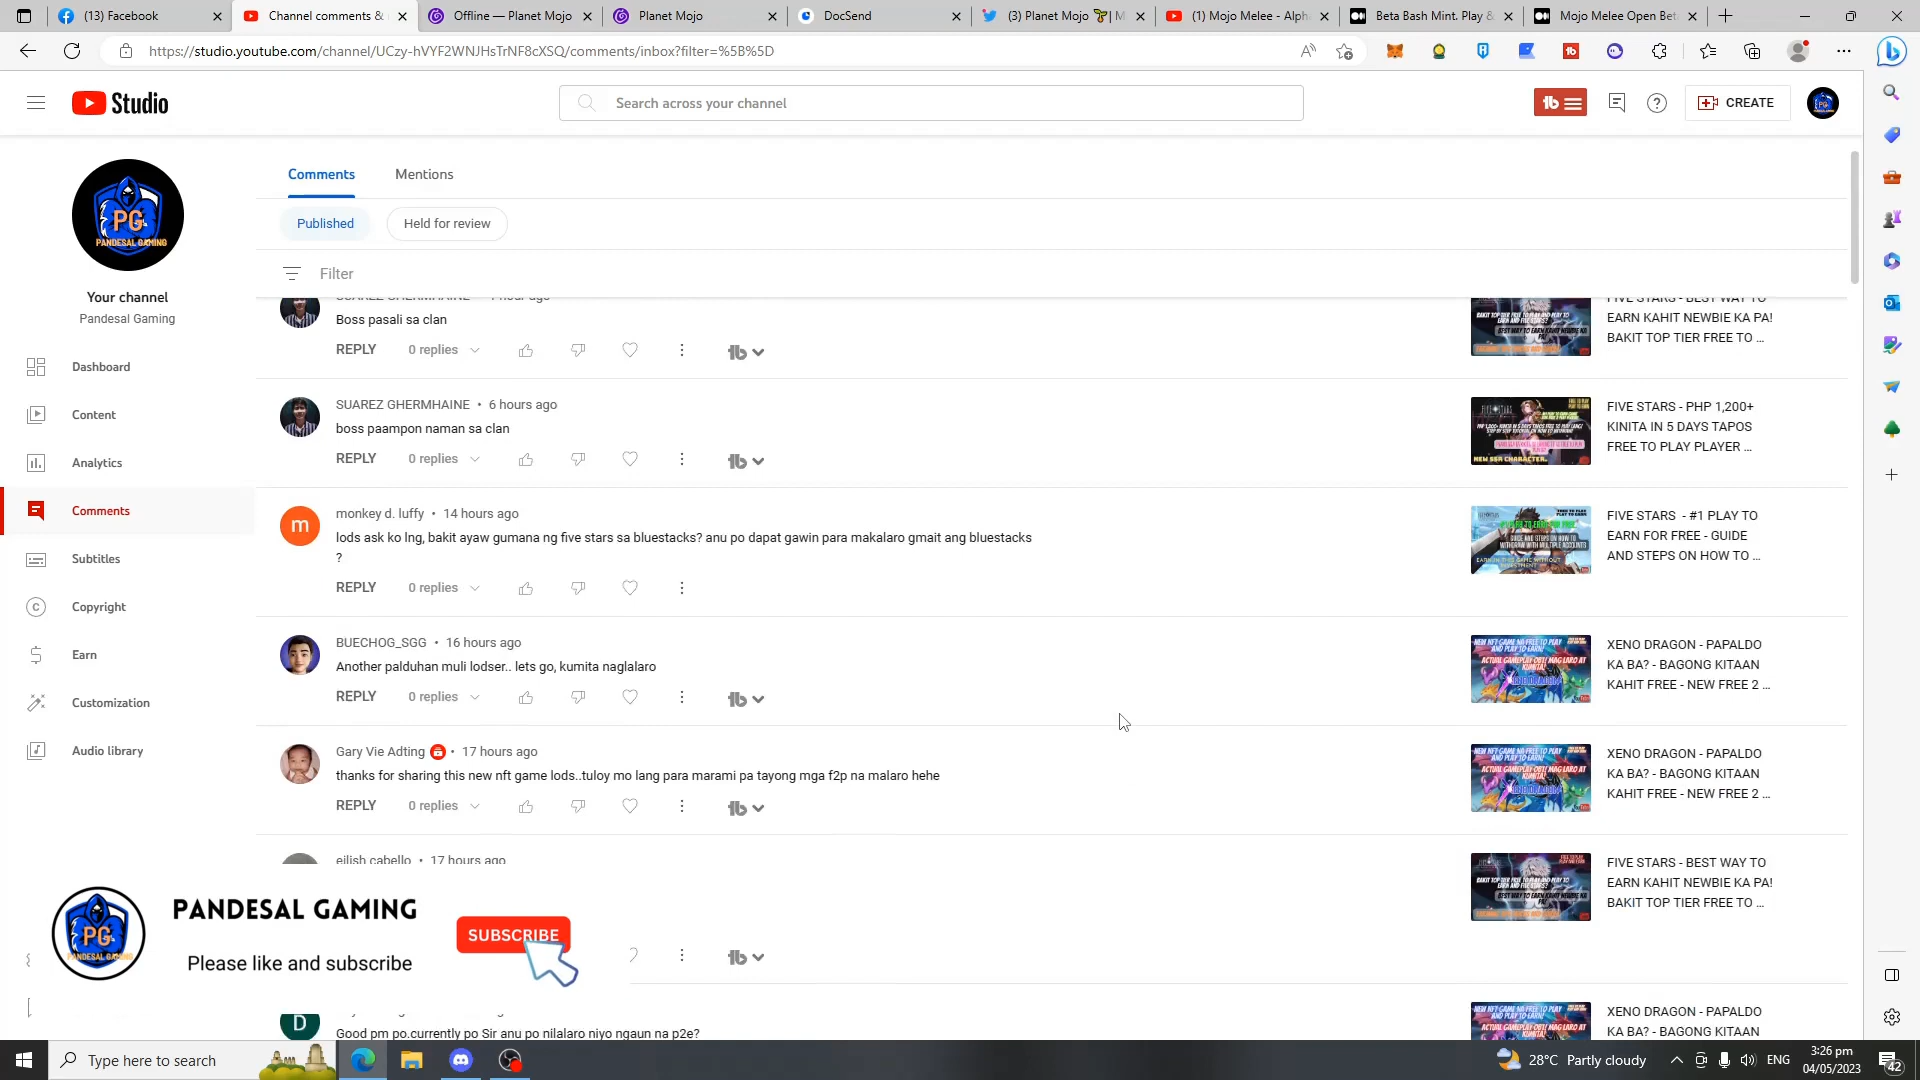 (13) Facebook
Channel comments &
Offline — Planet Mojo
Planet Mojo
DocSend
(3) Planet Mojo
(1) Mojo Melee - Alph
Beta Bash Mint. Play &
Mojo Melee Open Bet
https://studio.youtube.com/channel/UCzy-hVYF2WNJHsTrNF8cXSQ/comments/inbox?filter=%5B%5D
Studio
Search across your channel
CREATE
PG
PANDESAL GAMING
Your channel
Pandesal Gaming
Dashboard
Content
Analytics
Comments
Subtitles
Copyright
Earn
Customization
Audio library
Comments
Mentions
Published
Held for review
Filter
SUAREZ GHERMHAINE • 1 hour ago
Boss pasali sa clan
REPLY 0 replies
FIVE STARS - BEST WAY TO
EARN KAHIT NEWBIE KA PA!
BAKIT TOP TIER FREE TO ...
SUAREZ GHERMHAINE • 6 hours ago
boss paampon naman sa clan
REPLY 0 replies
FIVE STARS - PHP 1,200+
KINITA IN 5 DAYS TAPOS
FREE TO PLAY PLAYER ...
m
monkey d. luffy • 14 hours ago
lods ask ko lng, bakit ayaw gumana ng five stars sa bluestacks? anu po dapat gawin para makalaro gmait ang bluestacks
?
REPLY 0 replies
FIVE STARS - #1 PLAY TO
EARN FOR FREE - GUIDE
AND STEPS ON HOW TO ...
BUECHOG_SGG • 16 hours ago
Another palduhan muli lodser.. lets go, kumita naglalaro
REPLY 0 replies
XENO DRAGON - PAPALDO
KA BA? - BAGONG KITAAN
KAHIT FREE - NEW FREE 2 ...
Gary Vie Adting • 17 hours ago
thanks for sharing this new nft game lods..tuloy mo lang para marami pa tayong mga f2p na malaro hehe
REPLY 0 replies
XENO DRAGON - PAPALDO
KA BA? - BAGONG KITAAN
KAHIT FREE - NEW FREE 2 ...
eilish cabello • 17 hours ago
FIVE STARS - BEST WAY TO
EARN KAHIT NEWBIE KA PA!
BAKIT TOP TIER FREE TO ...
PG
PANDESAL GAMING
SUBSCRIBE
Please like and subscribe
D
Good pm po.currently po Sir anu po nilalaro niyo ngaun na p2e?
XENO DRAGON - PAPALDO
KA BA? - BAGONG KITAAN
Type here to search
28°C Partly cloudy
ENG
3:26 pm
04/05/2023
42